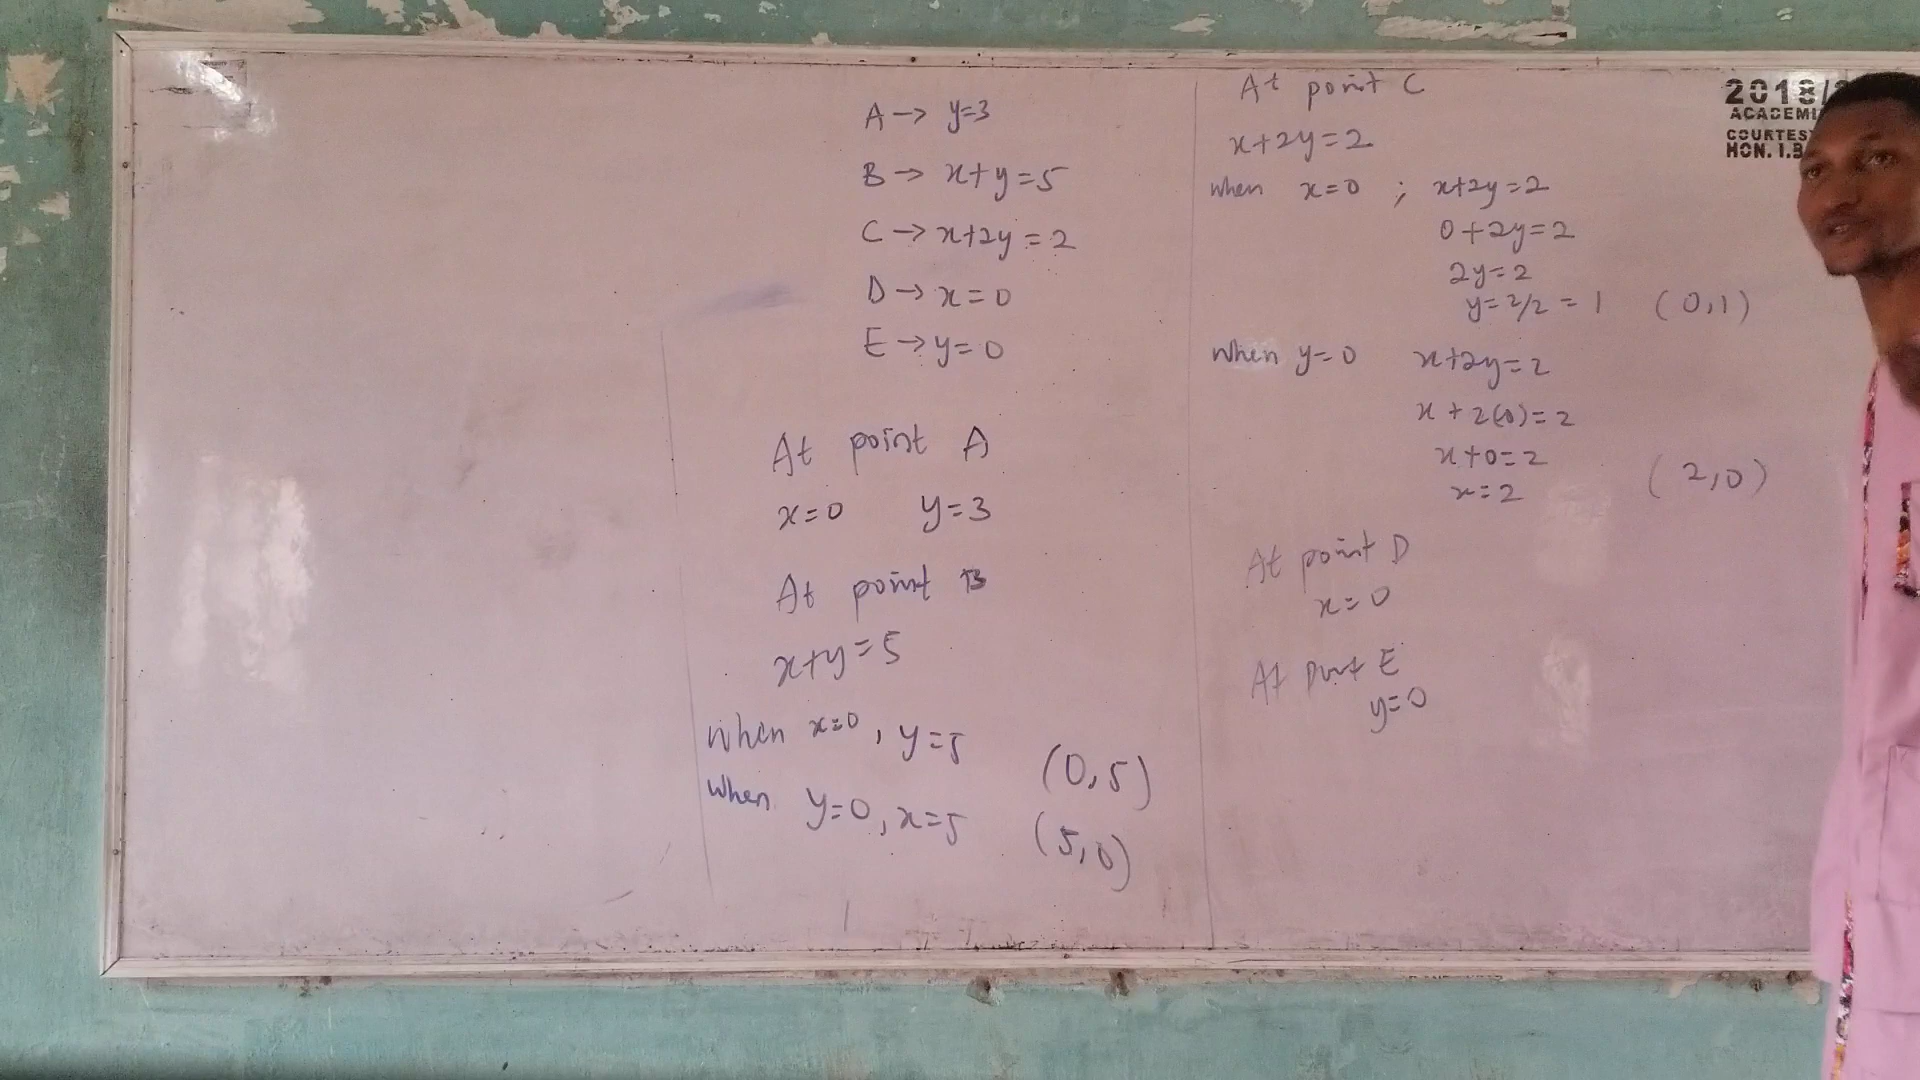 A → y=3
B → x+y=5
C → x+2y=2
D → x=0
E → y=0
At point A
x=0 y=3
At point B
x+y=5
When x=0, y=5 (0,5)
When y=0, x=5 (5,0)
At point C
x+2y=2
When x=0 ; x+2y=2
0+2y=2
2y=2
y=2/2=1 (0,1)
When y=0 x+2y=2
x+2(0)=2
x+0=2
x=2 (2,0)
At point D
x=0
At point E
y=0
2018/
ACADEMI
COURTES
HON. I.B